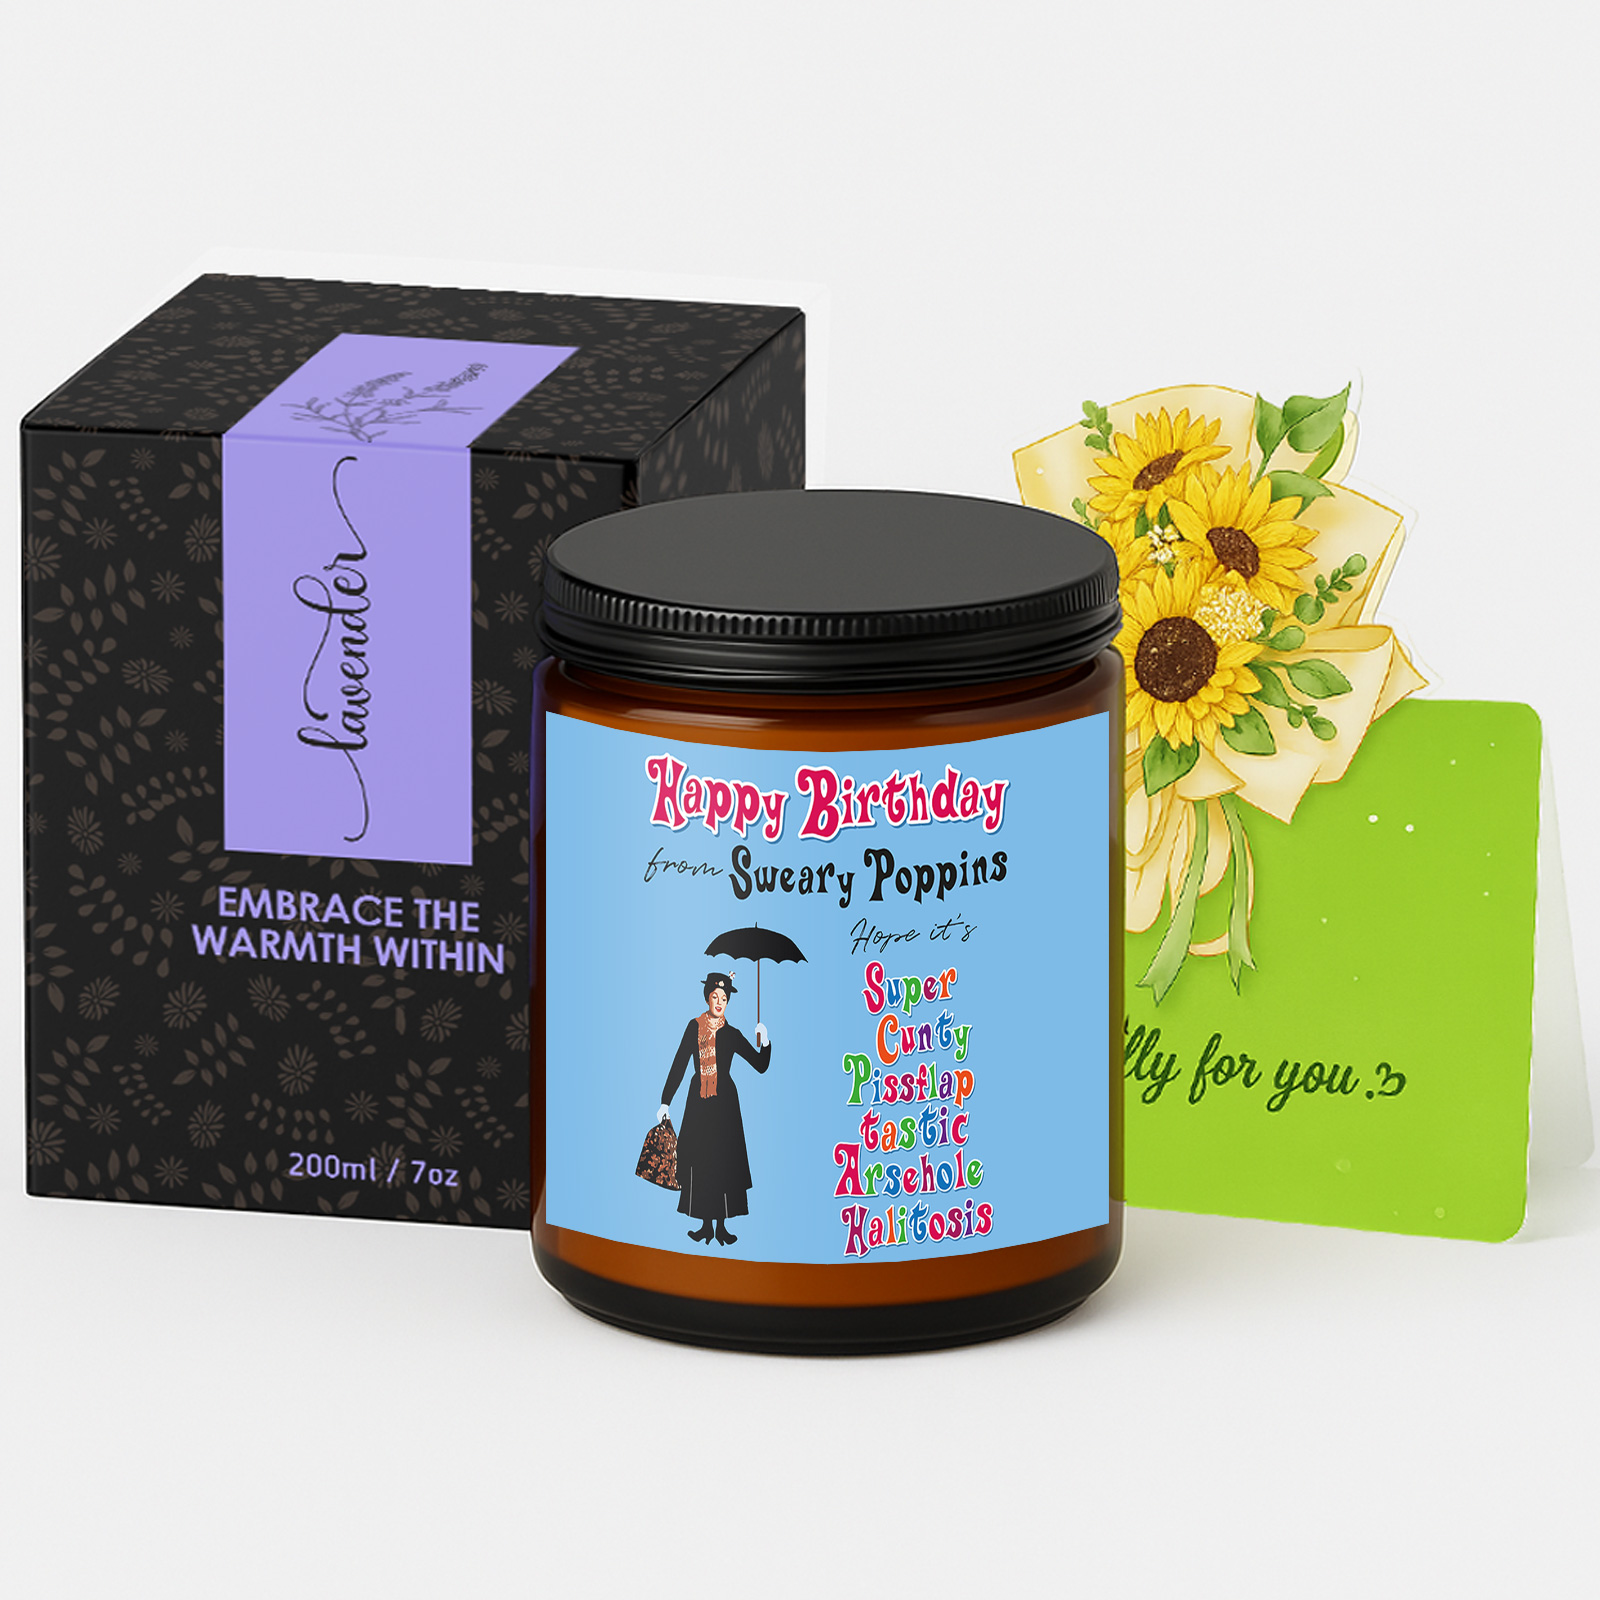 lavender
EMBRACE THE
WARMTH WITHIN
200ml / 7oz
Happy Birthday
from Sweary Poppins
Hope it's
Super
Cunty
Pissflap
tastic
Arsehole
Halitosis
for you.